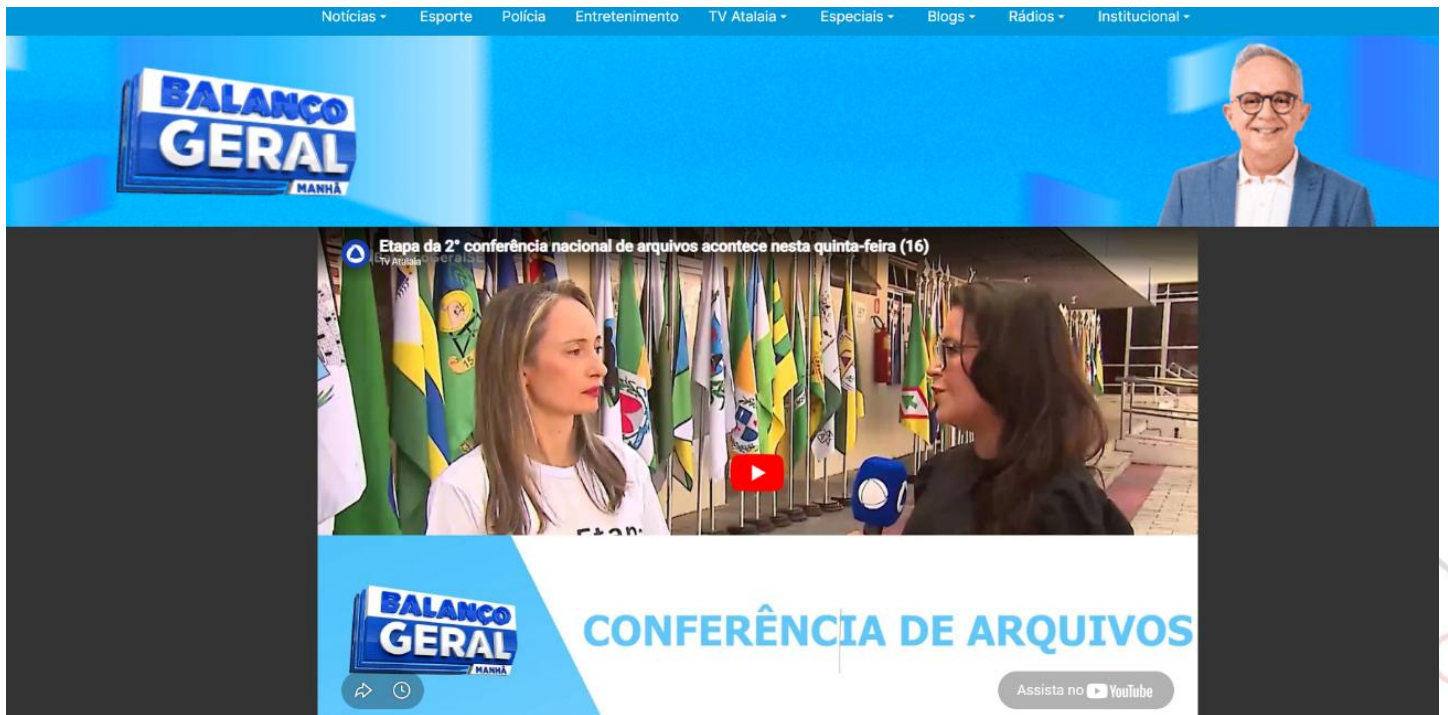 Notícias Esporte Polícia Entretenimento TV Atalaia Especiais Blogs Rádios Institucional
BALANÇO
GERAL
MANHÃ
Etapa da 2° conferência nacional de arquivos acontece nesta quinta-feira (16)
TV Atalaia
BALANÇO
GERAL
MANHÃ
CONFERÊNCIA DE ARQUIVOS
Assista no YouTube